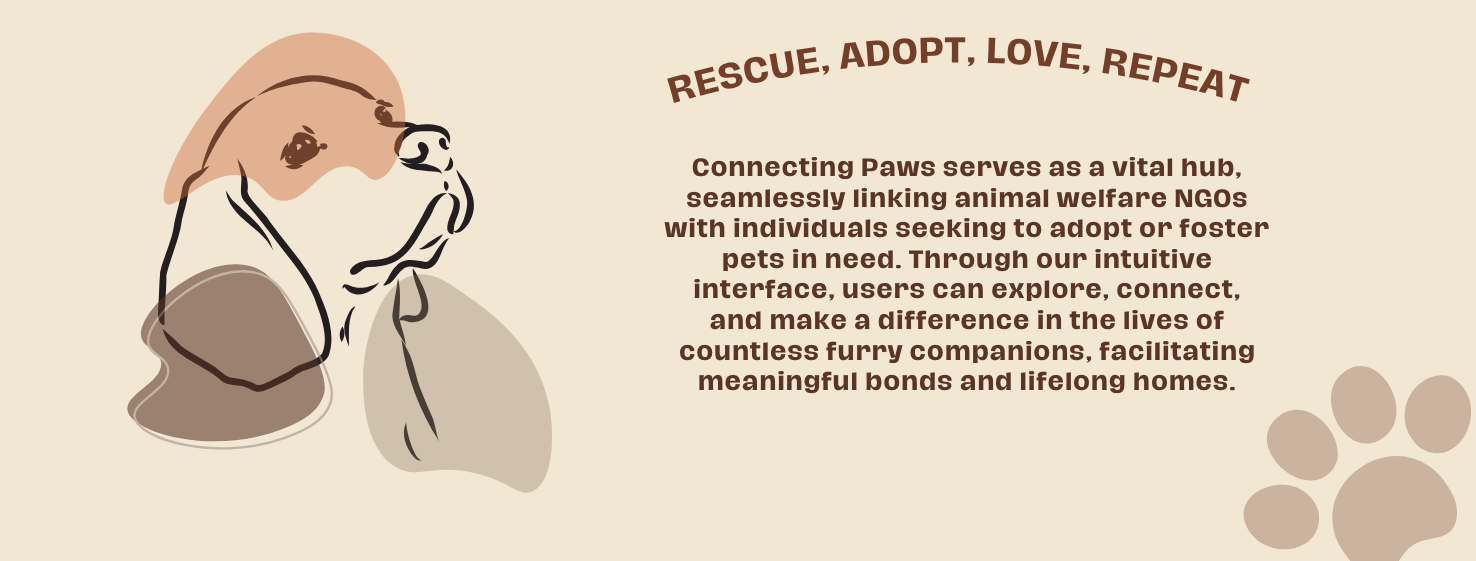 RESCUE, ADOPT, LOVE, REPEAT
Connecting Paws serves as a vital hub,
seamlessly linking animal welfare NGOs
with individuals seeking to adopt or foster
pets in need. Through our intuitive
interface, users can explore, connect,
and make a difference in the lives of
countless furry companions, facilitating
meaningful bonds and lifelong homes.